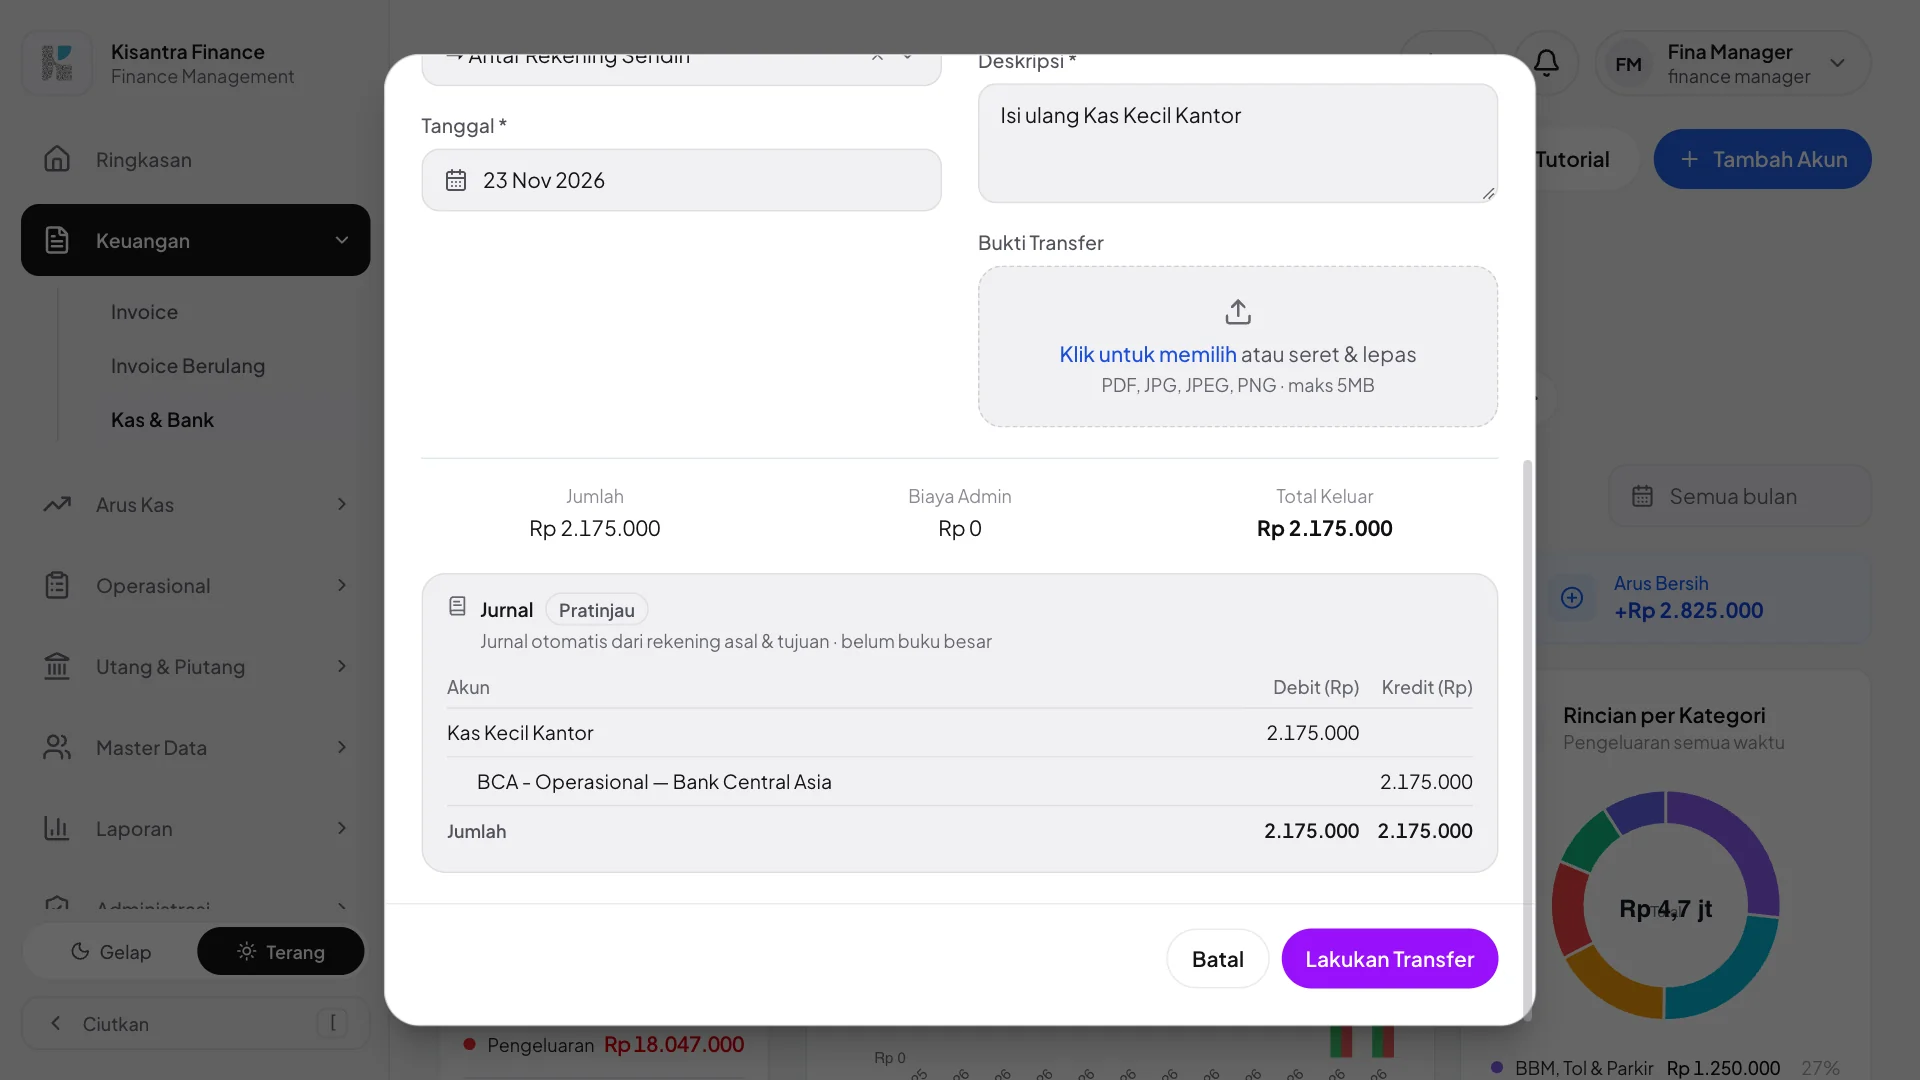 Kisantra Finance
Finance Management
Ringkasan
Keuangan
Invoice
Invoice Berulang
Kas & Bank
Arus Kas
Operasional
Utang & Piutang
Master Data
Laporan
Administrasi
Gelap
Terang
Ciutkan
[
→ Antar Rekening Sendiri
Tanggal *
23 Nov 2026
Deskripsi *
Isi ulang Kas Kecil Kantor
Bukti Transfer
Klik untuk memilih atau seret & lepas
PDF, JPG, JPEG, PNG · maks 5MB
Jumlah
Rp 2.175.000
Biaya Admin
Rp 0
Total Keluar
Rp 2.175.000
Jurnal
Pratinjau
Jurnal otomatis dari rekening asal & tujuan · belum buku besar
Akun Debit (Rp) Kredit (Rp)
Kas Kecil Kantor 2.175.000
BCA - Operasional — Bank Central Asia 2.175.000
Jumlah 2.175.000 2.175.000
Batal
Lakukan Transfer
FM
Fina Manager
finance manager
Tutorial
+ Tambah Akun
Semua bulan
Arus Bersih
+Rp 2.825.000
Rincian per Kategori
Pengeluaran semua waktu
Rp 4,7 jt
Total
BBM, Tol & Parkir Rp 1.250.000 27%
Pengeluaran Rp 18.047.000
Rp 0